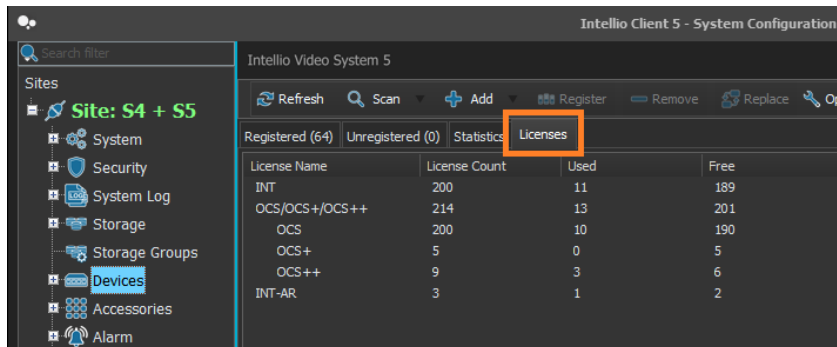 Intellio Client 5 - System Configuration
Search filter
Sites
Site: S4 + S5
System
Security
System Log
Storage
Storage Groups
Devices
Accessories
Alarm
Intellio Video System 5
Refresh Scan Add Register Remove Replace Op
Registered (64) Unregistered (0) Statistics Licenses
License Name License Count Used Free
INT 200 11 189
OCS/OCS+/OCS++ 214 13 201
OCS 200 10 190
OCS+ 5 0 5
OCS++ 9 3 6
INT-AR 3 1 2